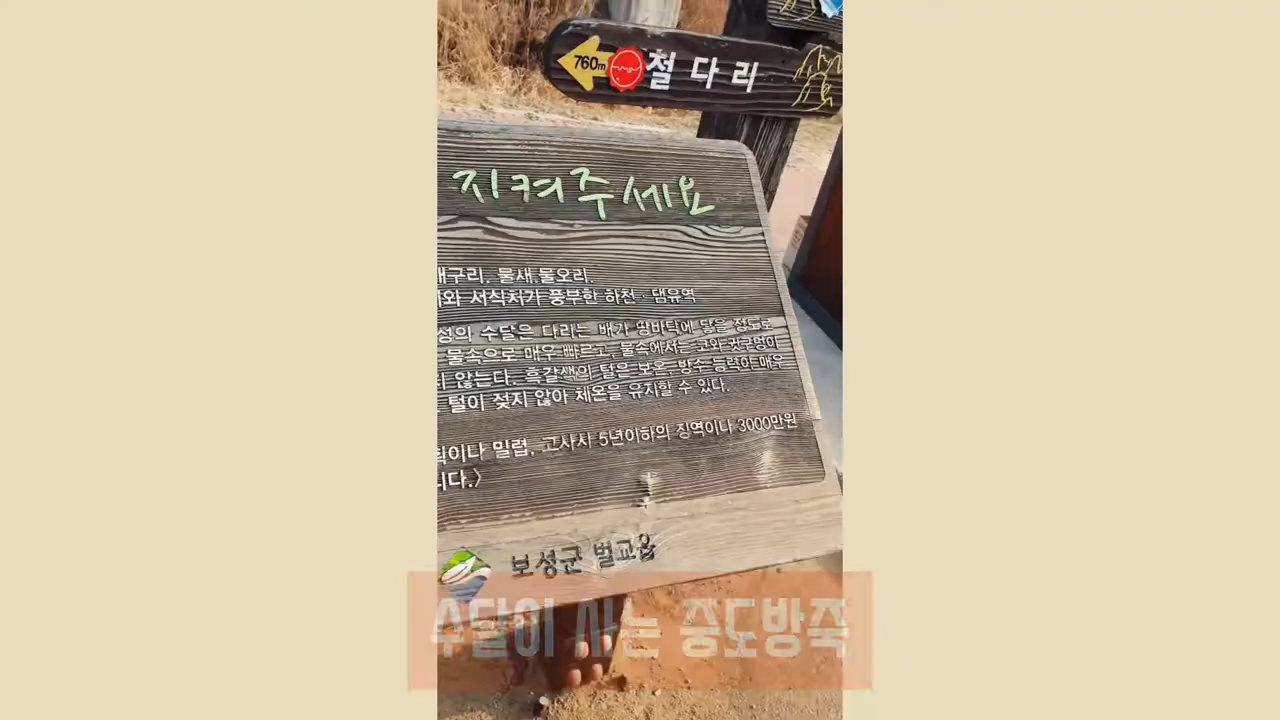 760m 철다리
지켜주세요
개구리, 물새, 물오리.
와 서식처가 풍부한 하천·댐유역
성의 수달은 다리는 배가 땅바닥에 닿을 정도로
물속으로 매우 빠르고, 물속에서는 코와 귓구멍이
지 않는다. 흑갈색의 털은 보온, 방수 능력이 매우
털이 젖지 않아 체온을 유지할 수 있다.
획이나 밀렵, 고사시 5년이하의 징역이나 3000만원
니다.〉
보성군 벌교읍
수달이 사는 중도방죽